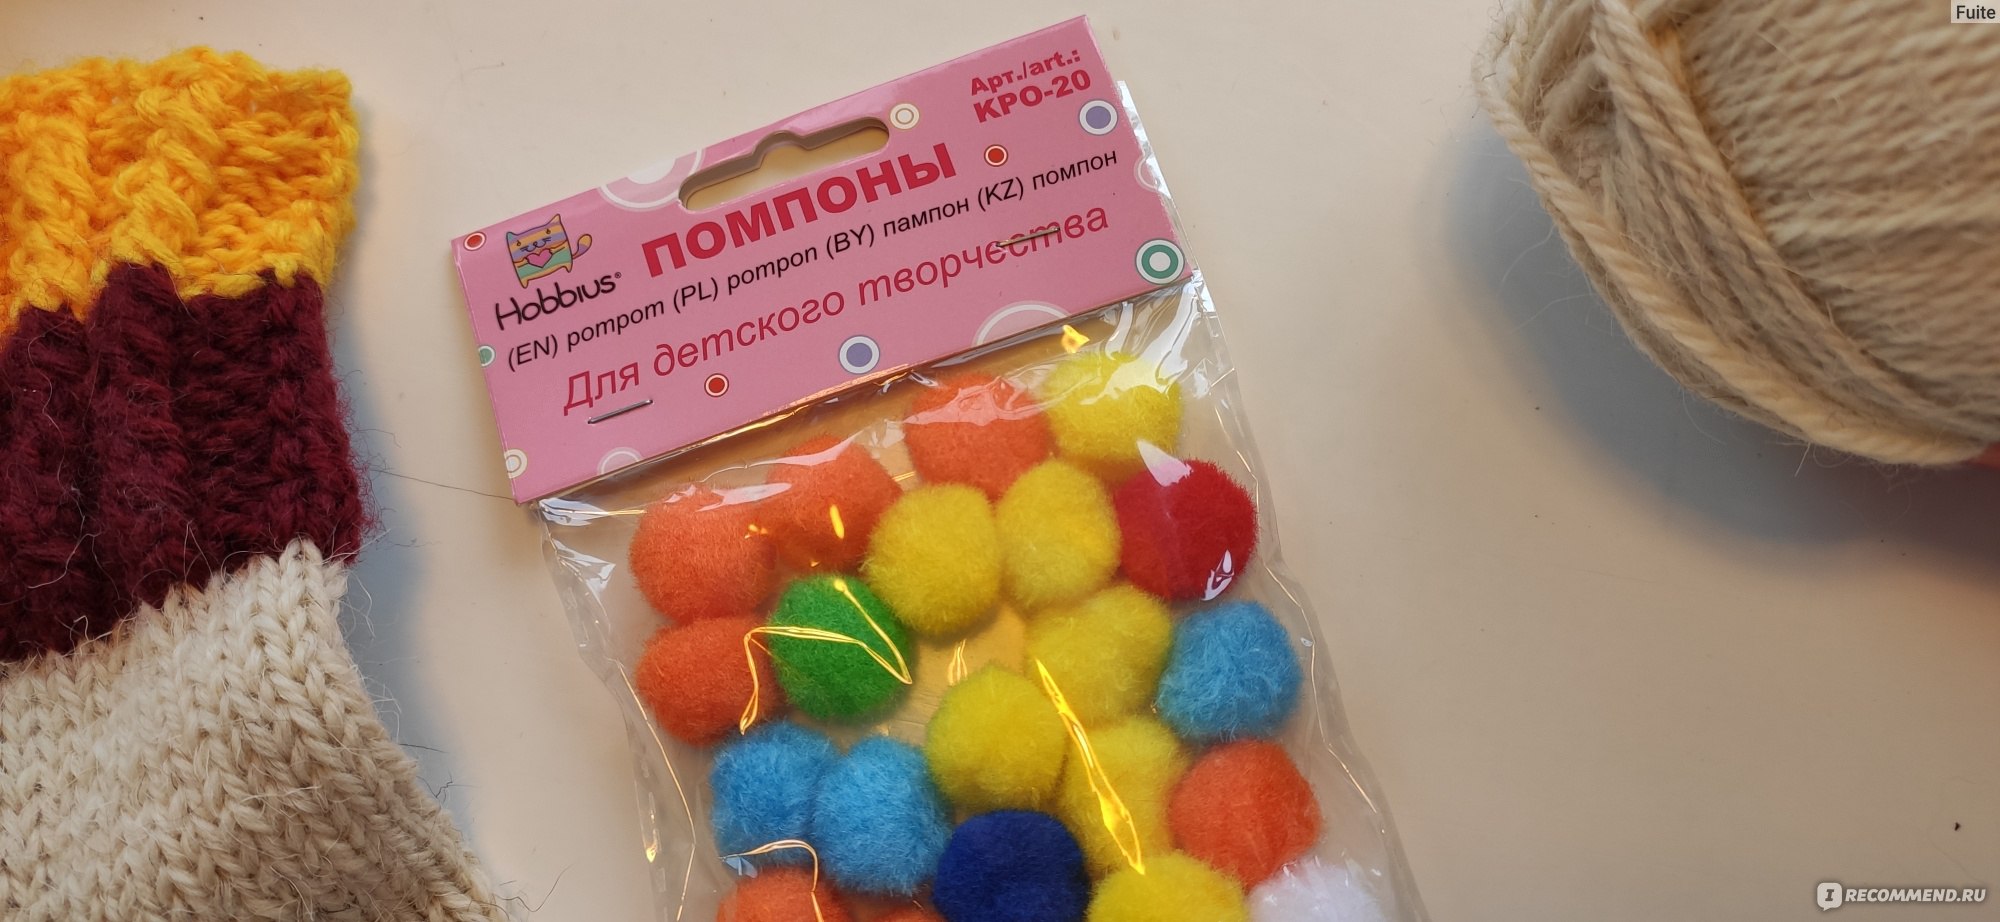 Fuite
Арт./art.:
KPO-20
ПОМПОНЫ
Hobbius®
(EN) pompom (PL) pompon (BY) пампон (KZ) помпон
Для детского творчества
I RECOMMEND.RU